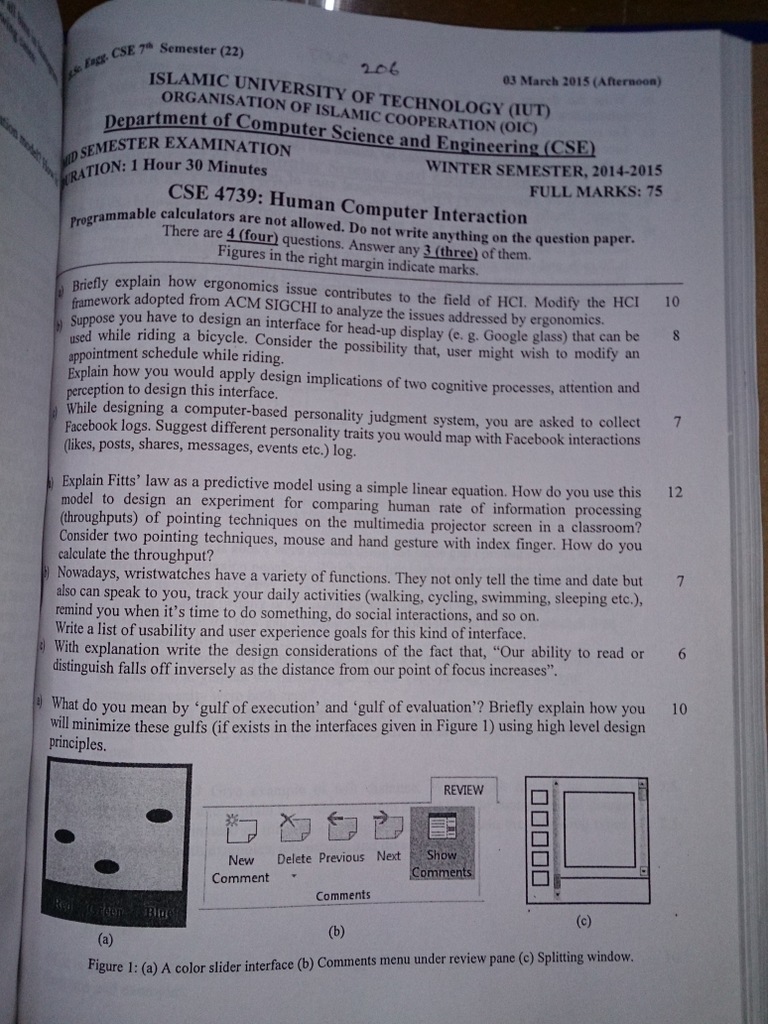 Engg. CSE 7th Semester (22)
206
03 March 2015 (Afternoon)
ISLAMIC UNIVERSITY OF TECHNOLOGY (IUT)
ORGANISATION OF ISLAMIC COOPERATION (OIC)
Department of Computer Science and Engineering (CSE)
MID SEMESTER EXAMINATION
WINTER SEMESTER, 2014-2015
DURATION: 1 Hour 30 Minutes
FULL MARKS: 75
CSE 4739: Human Computer Interaction
Programmable calculators are not allowed. Do not write anything on the question paper.
There are 4 (four) questions. Answer any 3 (three) of them.
Figures in the right margin indicate marks.
a) Briefly explain how ergonomics issue contributes to the field of HCI. Modify the HCI 10
framework adopted from ACM SIGCHI to analyze the issues addressed by ergonomics.
b) Suppose you have to design an interface for head-up display (e. g. Google glass) that can be 8
used while riding a bicycle. Consider the possibility that, user might wish to modify an
appointment schedule while riding.
Explain how you would apply design implications of two cognitive processes, attention and
perception to design this interface.
c) While designing a computer-based personality judgment system, you are asked to collect 7
Facebook logs. Suggest different personality traits you would map with Facebook interactions
(likes, posts, shares, messages, events etc.) log.
a) Explain Fitts' law as a predictive model using a simple linear equation. How do you use this 12
model to design an experiment for comparing human rate of information processing
(throughputs) of pointing techniques on the multimedia projector screen in a classroom?
Consider two pointing techniques, mouse and hand gesture with index finger. How do you
calculate the throughput?
b) Nowadays, wristwatches have a variety of functions. They not only tell the time and date but 7
also can speak to you, track your daily activities (walking, cycling, swimming, sleeping etc.),
remind you when it's time to do something, do social interactions, and so on.
Write a list of usability and user experience goals for this kind of interface.
c) With explanation write the design considerations of the fact that, "Our ability to read or 6
distinguish falls off inversely as the distance from our point of focus increases".
a) What do you mean by 'gulf of execution' and 'gulf of evaluation'? Briefly explain how you 10
will minimize these gulfs (if exists in the interfaces given in Figure 1) using high level design
principles.
REVIEW
New Delete Previous Next Show
Comment Comments
Comments
Red Green Blue
(a)
(b)
(c)
Figure 1: (a) A color slider interface (b) Comments menu under review pane (c) Splitting window.